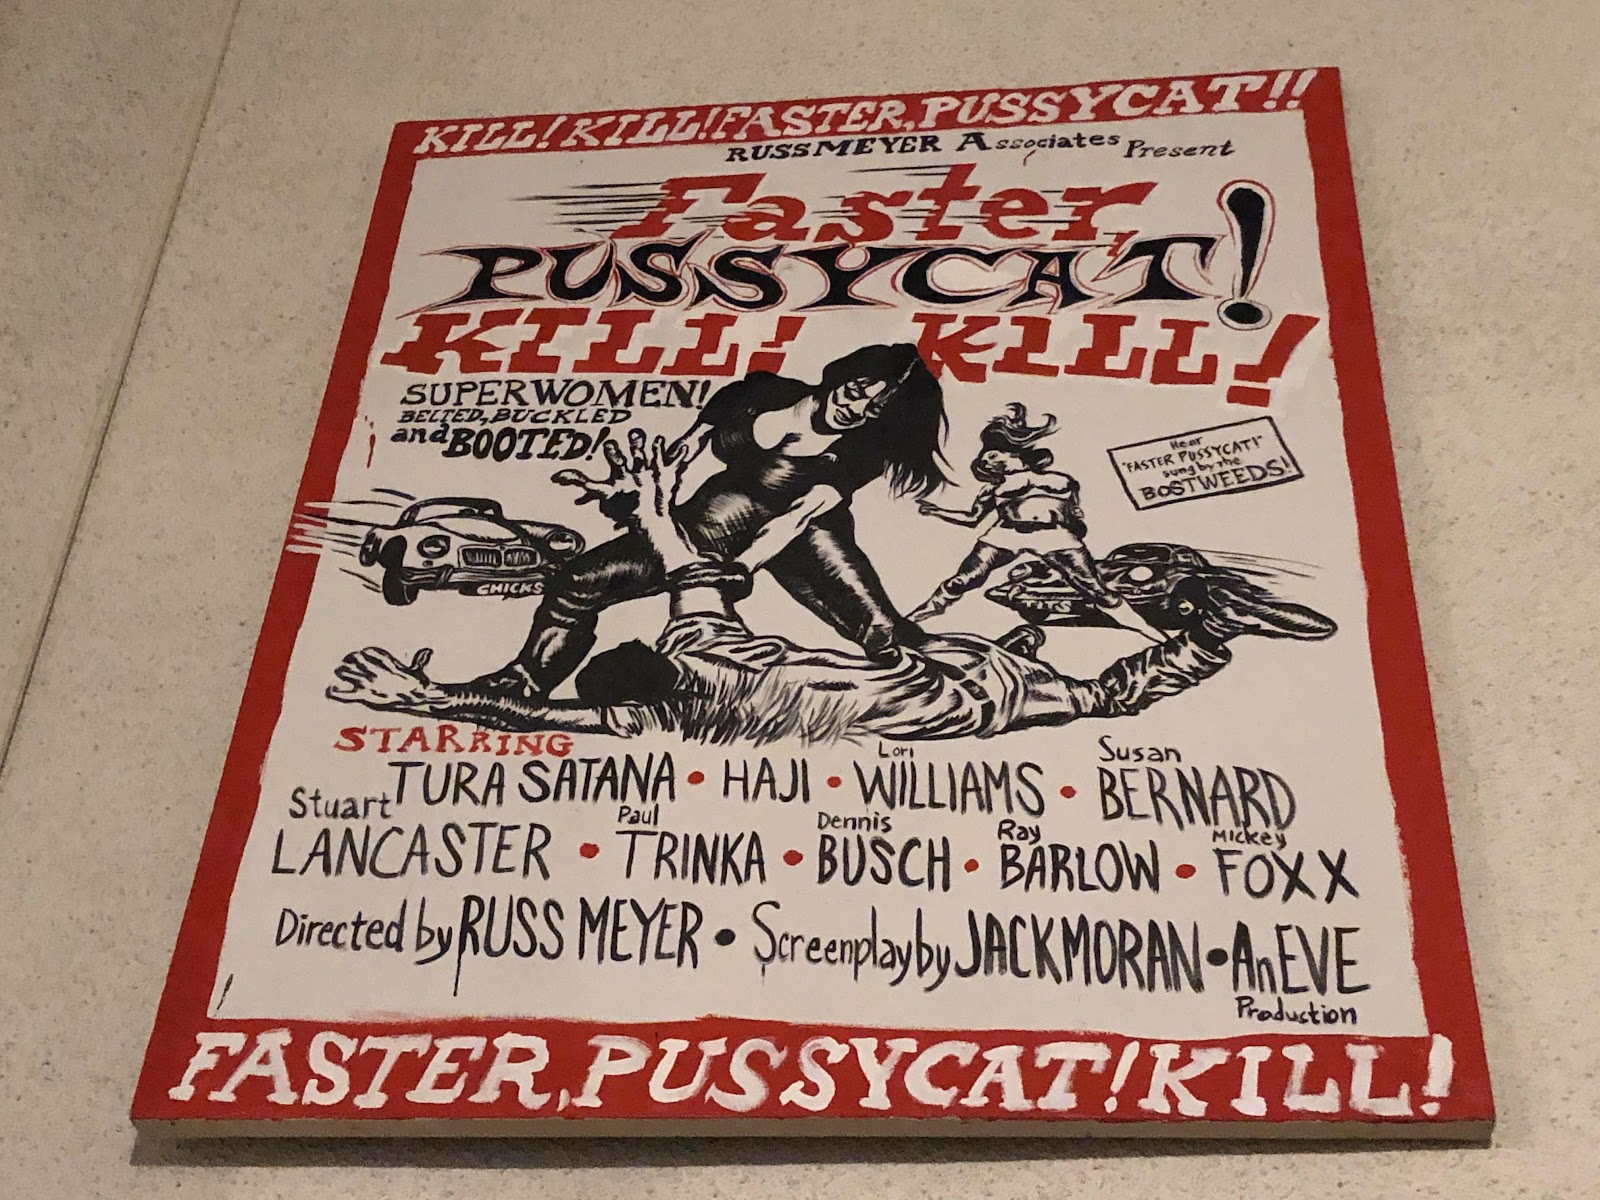 KILL! KILL! FASTER, PUSSYCAT!!
RUSS MEYER Associates Present
Faster,
PUSSYCAT!
KILL! KILL!
SUPERWOMEN!
BELTED, BUCKLED
and BOOTED!
Hear
"FASTER PUSSYCAT!"
sung by the
BOSTWEEDS!
CHICKS
STARRING
TURA SATANA • HAJI • Lori WILLIAMS • Susan BERNARD
Stuart LANCASTER • Paul TRINKA • Dennis BUSCH • Ray BARLOW • Mickey FOXX
Directed by RUSS MEYER • Screenplay by JACK MORAN • An EVE
Production
FASTER, PUSSYCAT! KILL!